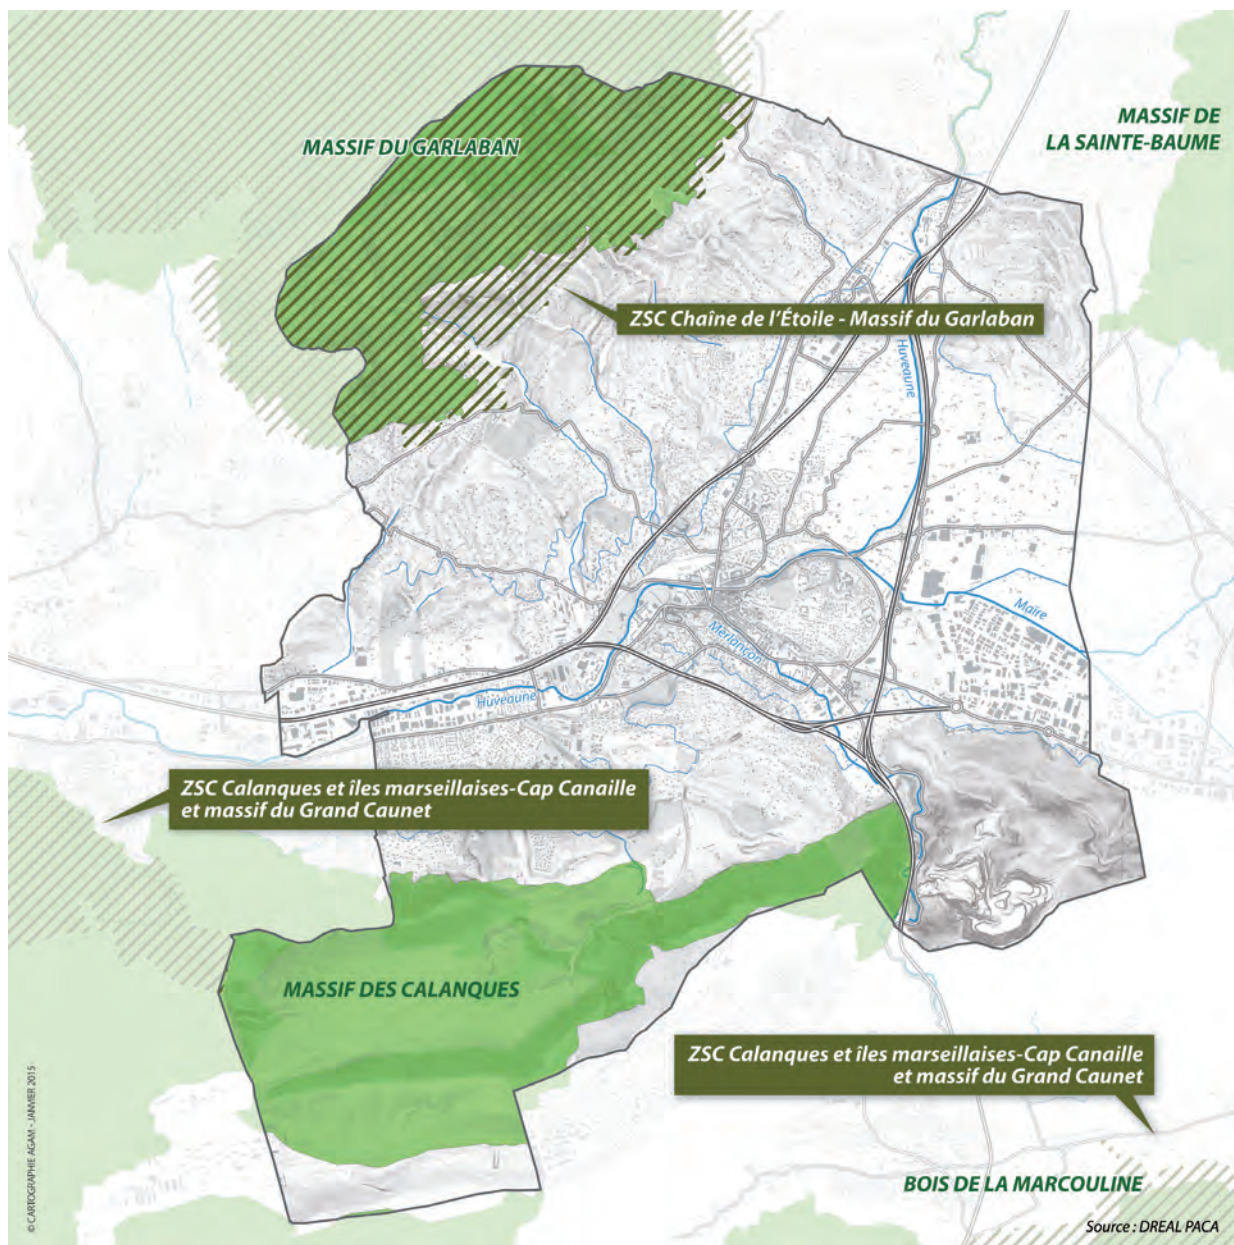 MASSIF DU GARLABAN
MASSIF DE
LA SAINTE-BAUME
ZSC Chaîne de l'Étoile - Massif du Garlaban
Huveaune
Maïre
Merlançon
Huveaune
ZSC Calanques et îles marseillaises-Cap Canaille
et massif du Grand Caunet
MASSIF DES CALANQUES
ZSC Calanques et îles marseillaises-Cap Canaille
et massif du Grand Caunet
BOIS DE LA MARCOULINE
© CARTOGRAPHIE AGAM - JANVIER 2015
Source : DREAL PACA